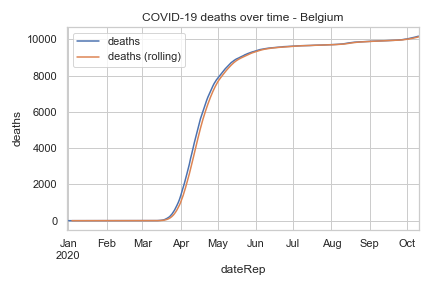 COVID-19 deaths over time - Belgium
deaths
deaths (rolling)
10000
8000
6000
4000
2000
0
deaths
Jan Feb Mar Apr May Jun Jul Aug Sep Oct
2020
dateRep